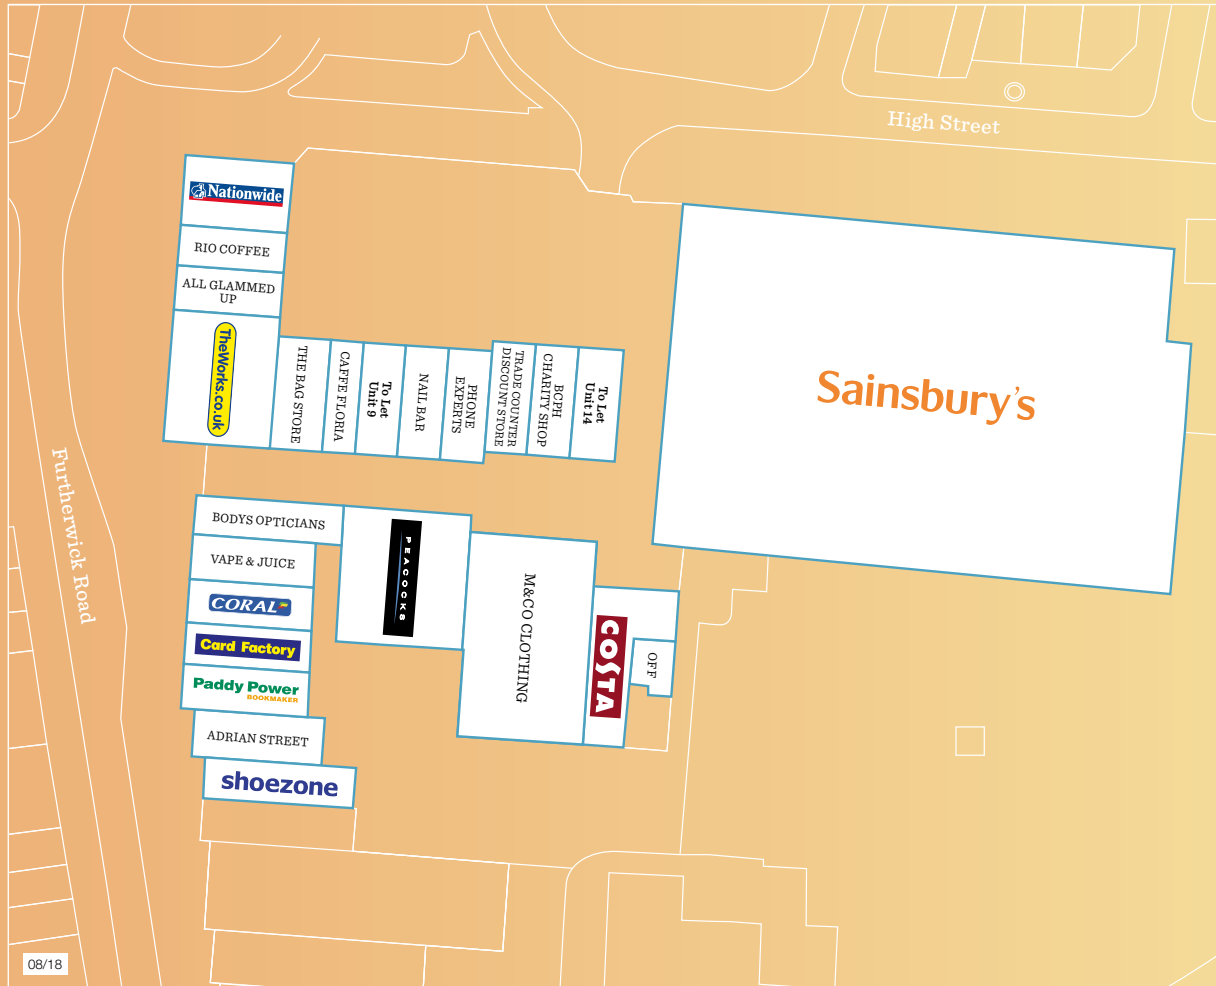 High Street
Nationwide
RIO COFFEE
ALL GLAMMED
UP
TheWorks.co.uk
THE BAG STORE
CAFFE FLORIA
To Let
Unit 9
NAIL BAR
PHONE
EXPERTS
TRADE COUNTER
DISCOUNT STORE
BCPH
CHARITY SHOP
To Let
Unit 14
Sainsbury's
Furtherwick Road
BODYS OPTICIANS
VAPE & JUICE
CORAL
Card Factory
Paddy Power
BOOKMAKER
ADRIAN STREET
shoezone
PEACOCKS
M&CO CLOTHING
COSTA
OFF
08/18